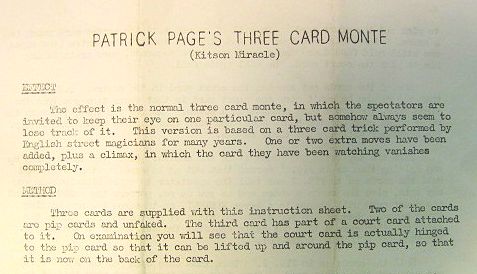 PATRICK PAGE'S THREE CARD MONTE
(Kitson Miracle)
EFFECT
The effect is the normal three card monte, in which the spectators are
invited to keep their eye on one particular card, but somehow always seem to
lose track of it. This version is based on a three card trick performed by
English street magicians for many years. One or two extra moves have been
added, plus a climax, in which the card they have been watching vanishes
completely.
METHOD
Three cards are supplied with this instruction sheet. Two of the cards
are pip cards and unfaked. The third card has part of a court card attached
to it. On examination you will see that the court card is actually hinged
to the pip card so that it can be lifted up and around the pip card, so that
it is now on the back of the card.